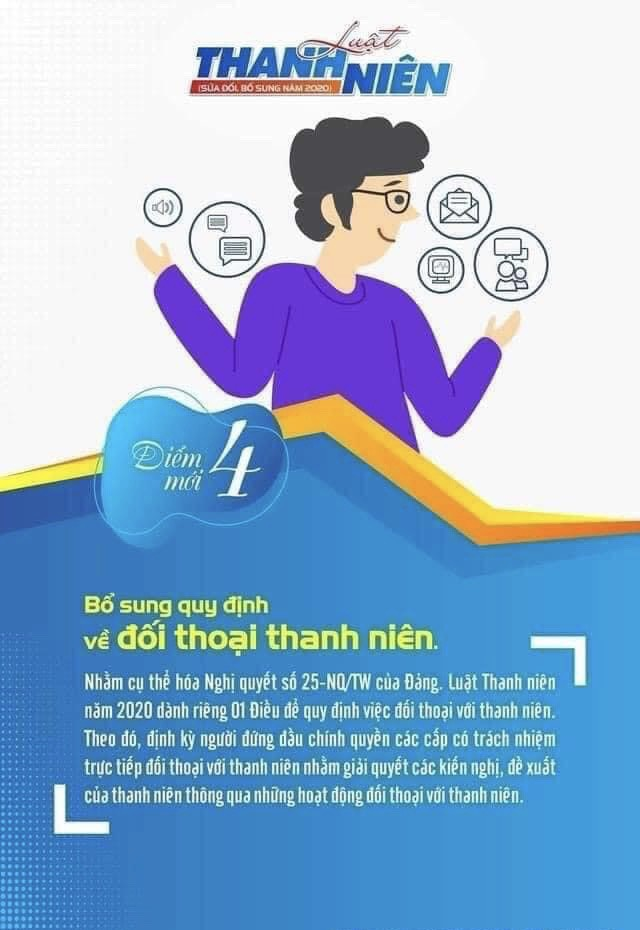 Luật
THANH
NIÊN
(SỬA ĐỔI, BỔ SUNG NĂM 2020)
Điểm
mới 4
Bổ sung quy định
về đối thoại thanh niên.
Nhằm cụ thể hóa Nghị quyết số 25-NQ/TW của Đảng. Luật Thanh niên
năm 2020 dành riêng 01 Điều để quy định việc đối thoại với thanh niên.
Theo đó, định kỳ người đứng đầu chính quyền các cấp có trách nhiệm
trực tiếp đối thoại với thanh niên nhằm giải quyết các kiến nghị, đề xuất
của thanh niên thông qua những hoạt động đối thoại với thanh niên.